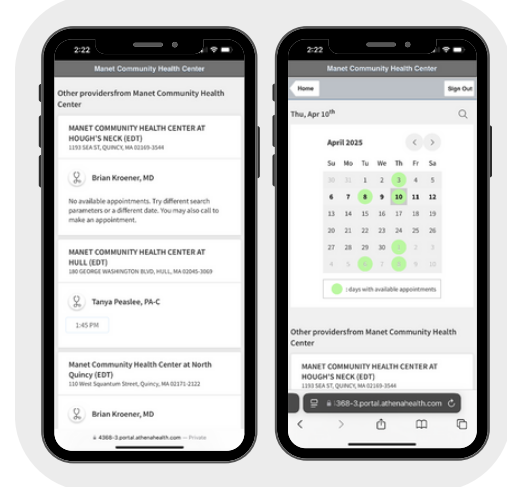 2:22
Manet Community Health Center
Other providersfrom Manet Community Health
Center
MANET COMMUNITY HEALTH CENTER AT
HOUGH'S NECK (EDT)
1193 SEA ST, QUINCY, MA 02169-3544
Brian Kroener, MD
No available appointments. Try different search
parameters or a different date. You may also call to
make an appointment.
MANET COMMUNITY HEALTH CENTER AT
HULL (EDT)
180 GEORGE WASHINGTON BLVD, HULL, MA 02045-3069
Tanya Peaslee, PA-C
1:45 PM
Manet Community Health Center at North
Quincy (EDT)
110 West Squantum Street, Quincy, MA 02171-2122
Brian Kroener, MD
4368-3.portal.athenahealth.com — Private
2:22
Manet Community Health Center
Home Sign Out
Thu, Apr 10th
April 2025 < >
Su Mo Tu We Th Fr Sa
30 31 1 2 3 4 5
6 7 8 9 10 11 12
13 14 15 16 17 18 19
20 21 22 23 24 25 26
27 28 29 30 1 2 3
4 5 6 7 8 9 10
: days with available appointments
Other providersfrom Manet Community Health
Center
MANET COMMUNITY HEALTH CENTER AT
HOUGH'S NECK (EDT)
1193 SEA ST, QUINCY, MA 02169-3544
4368-3.portal.athenahealth.com